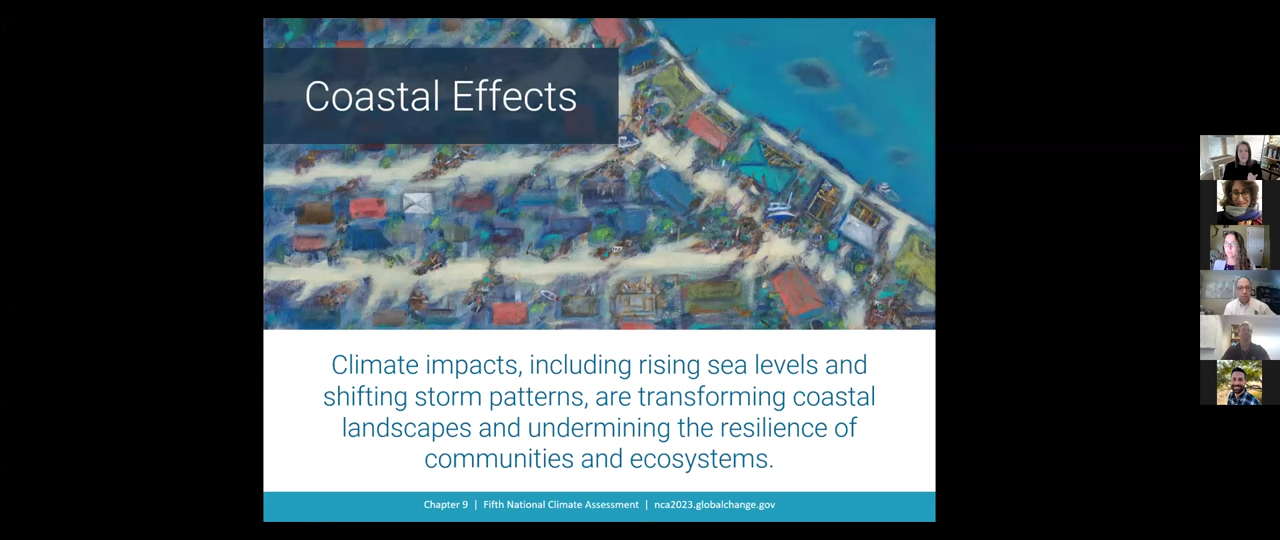 Coastal Effects
Climate impacts, including rising sea levels and
shifting storm patterns, are transforming coastal
landscapes and undermining the resilience of
communities and ecosystems.
Chapter 9 | Fifth National Climate Assessment | nca2023.globalchange.gov